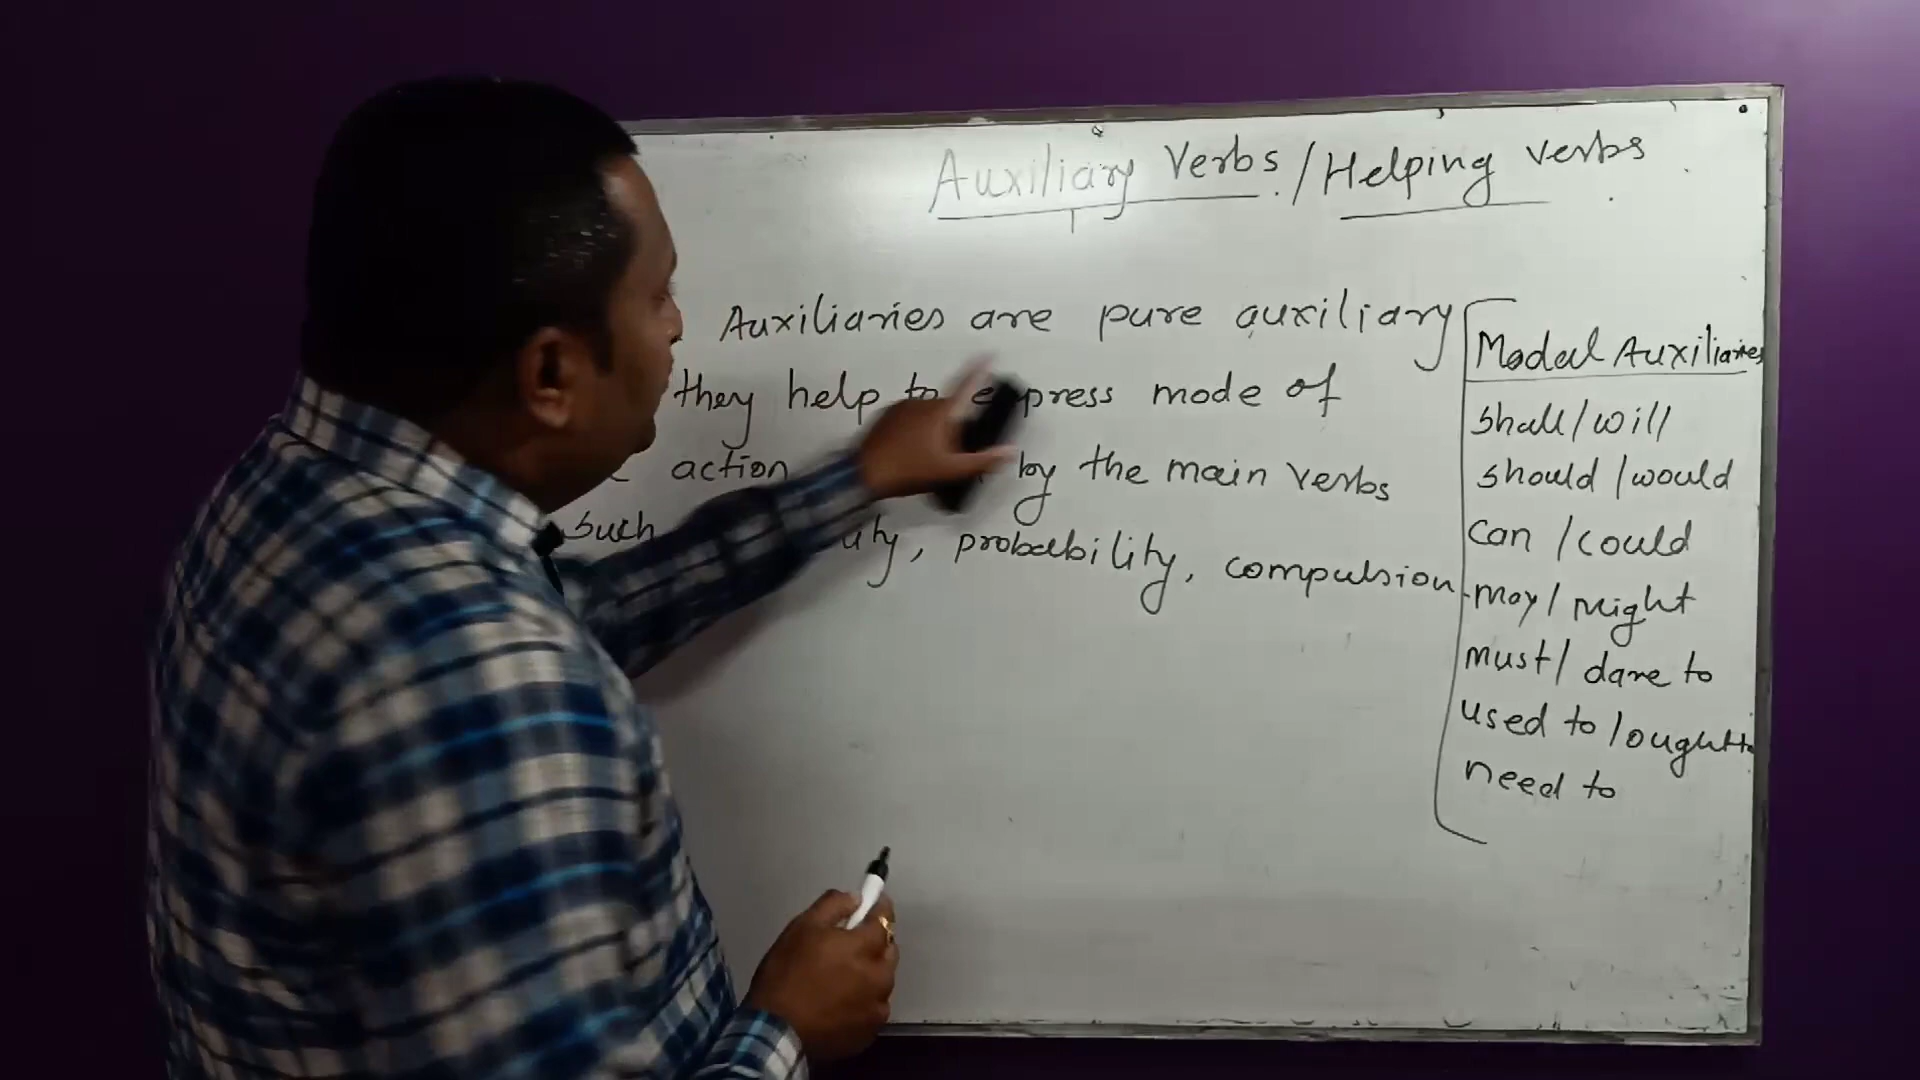 Auxiliary Verbs / Helping verbs
Auxiliaries are pure auxiliary
they help to express mode of
action by the main verbs
such probability, compulsion
Modal Auxiliaries
shall / will
should / would
can / could
may / might
must / dare to
used to / ought to
need to